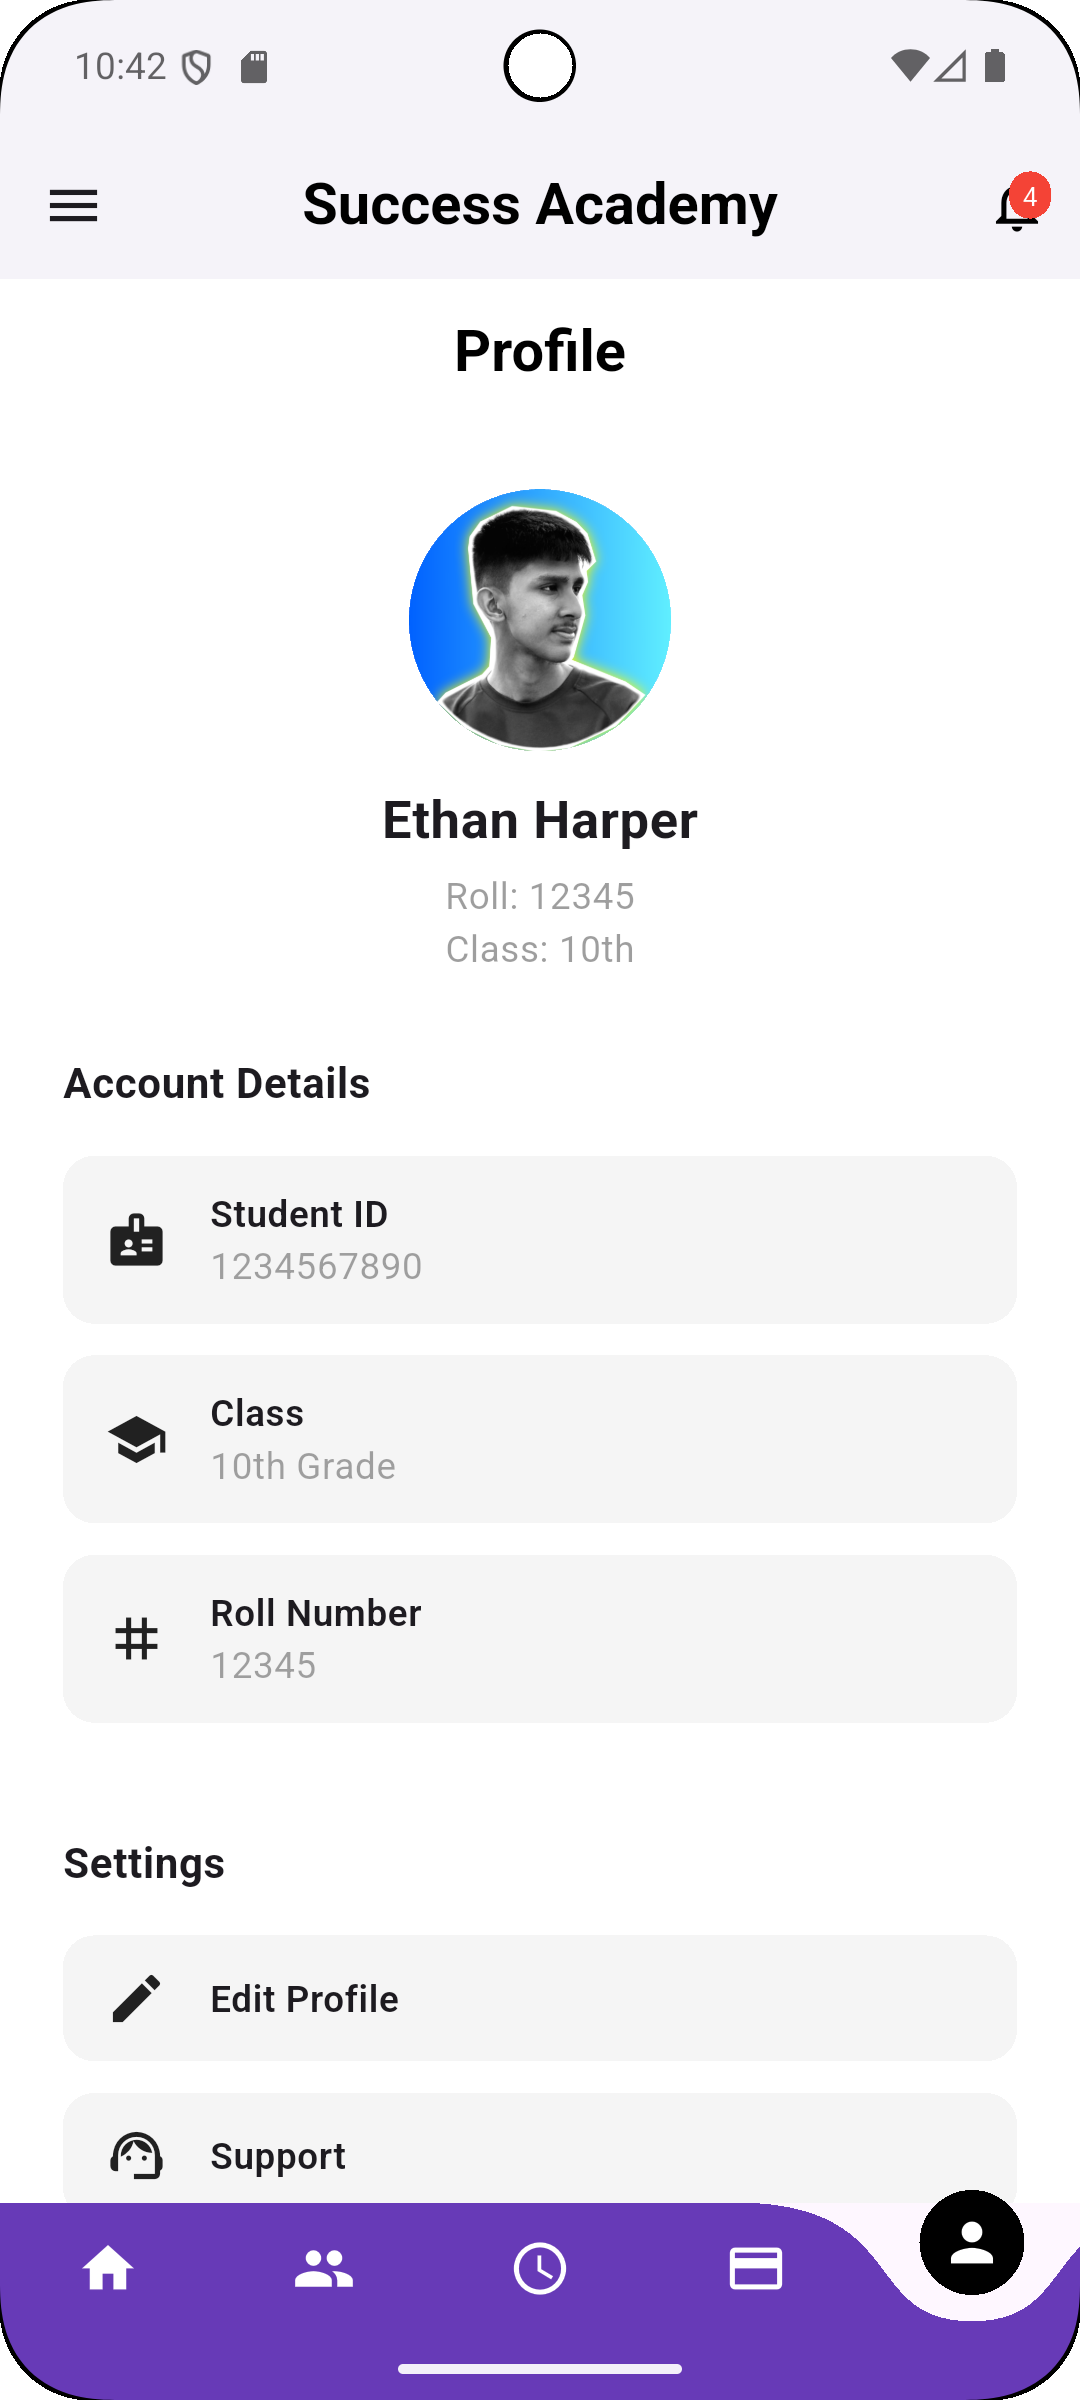 10:42
Success Academy
4
Profile
Ethan Harper
Roll: 12345
Class: 10th
Account Details
Student ID
1234567890
Class
10th Grade
Roll Number
12345
Settings
Edit Profile
Support